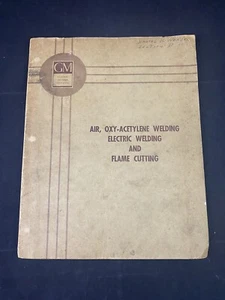 GM
AIR, OXY-ACETYLENE WELDING
ELECTRIC WELDING
AND
FLAME CUTTING